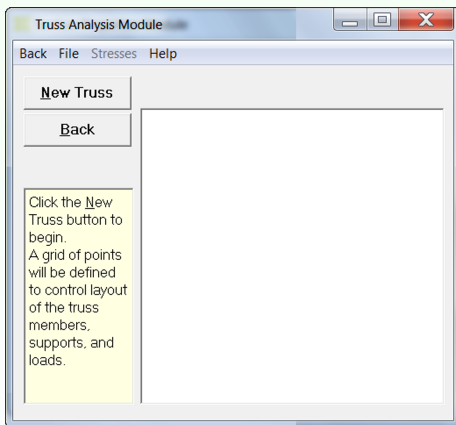 Truss Analysis Module
Back File Stresses Help
New Truss
Back
Click the New
Truss button to
begin.
A grid of points
will be defined
to control layout
of the truss
members,
supports, and
loads.